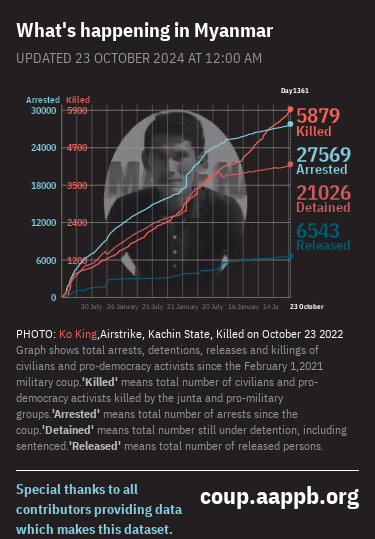 What's happening in Myanmar
UPDATED 23 OCTOBER 2024 AT 12:00 AM
Day1361
Arrested Killed
30000 5900
24000 4700
18000 3500
12000 2400
6000 1200
0
5879
Killed
27569
Arrested
21026
Detained
6543
Released
30 July 26 January 25 July 21 January 20 July 16 January 14 Ju 23 October
PHOTO: Ko King,Airstrike, Kachin State, Killed on October 23 2022
Graph shows total arrests, detentions, releases and killings of
civilians and pro-democracy activists since the February 1,2021
military coup.'Killed' means total number of civilians and pro-
democracy activists killed by the junta and pro-military
groups.'Arrested' means total number of arrests since the
coup.'Detained' means total number still under detention, including
sentenced.'Released' means total number of released persons.
Special thanks to all
contributors providing data
which makes this dataset.
coup.aappb.org